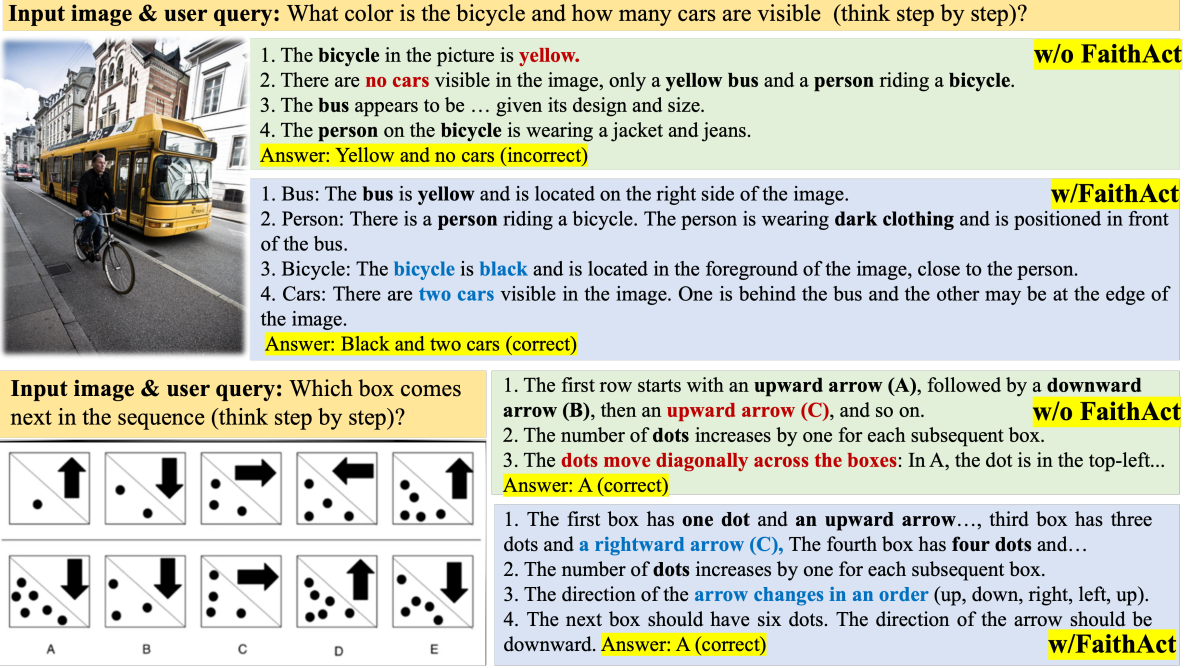 Input image & user query: What color is the bicycle and how many cars are visible (think step by step)?
1. The bicycle in the picture is yellow.
w/o FaithAct
2. There are no cars visible in the image, only a yellow bus and a person riding a bicycle.
3. The bus appears to be … given its design and size.
4. The person on the bicycle is wearing a jacket and jeans.
Answer: Yellow and no cars (incorrect)
1. Bus: The bus is yellow and is located on the right side of the image.
w/FaithAct
2. Person: There is a person riding a bicycle. The person is wearing dark clothing and is positioned in front
of the bus.
3. Bicycle: The bicycle is black and is located in the foreground of the image, close to the person.
4. Cars: There are two cars visible in the image. One is behind the bus and the other may be at the edge of
the image.
Answer: Black and two cars (correct)
Input image & user query: Which box comes
next in the sequence (think step by step)?
A B C D E
1. The first row starts with an upward arrow (A), followed by a downward
arrow (B), then an upward arrow (C), and so on.
w/o FaithAct
2. The number of dots increases by one for each subsequent box.
3. The dots move diagonally across the boxes: In A, the dot is in the top-left...
Answer: A (correct)
1. The first box has one dot and an upward arrow…, third box has three
dots and a rightward arrow (C), The fourth box has four dots and…
2. The number of dots increases by one for each subsequent box.
3. The direction of the arrow changes in an order (up, down, right, left, up).
4. The next box should have six dots. The direction of the arrow should be
downward. Answer: A (correct)
w/FaithAct